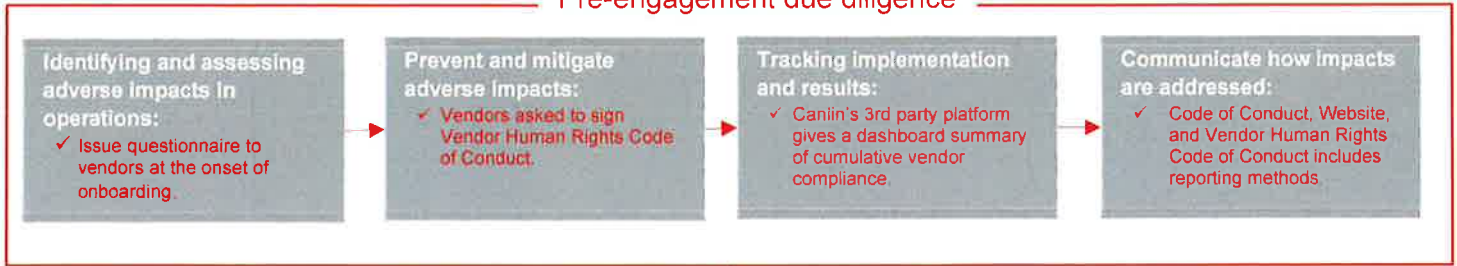 Pre-engagement due diligence
Identifying and assessing
adverse impacts in
operations:
✓ Issue questionnaire to
vendors at the onset of
onboarding.
Prevent and mitigate
adverse impacts:
✓ Vendors asked to sign
Vendor Human Rights Code
of Conduct.
Tracking implementation
and results:
✓ Canlin's 3rd party platform
gives a dashboard summary
of cumulative vendor
compliance.
Communicate how impacts
are addressed:
✓ Code of Conduct, Website,
and Vendor Human Rights
Code of Conduct includes
reporting methods.